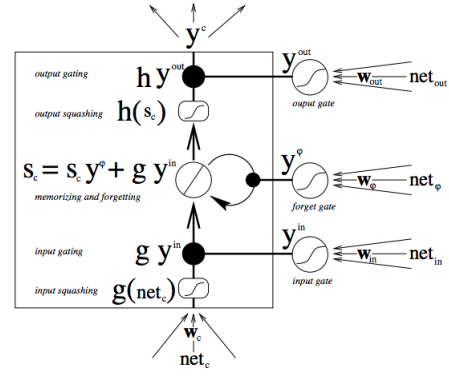 y^c
output gating h y^out y^out w_out net_out
ouput gate
output squashing h(s_c)
s_c = s_c y^φ + g y^in y^φ w_φ net_φ
memorizing and forgetting forget gate
input gating g y^in y^in w_in net_in
input gate
input squashing g(net_c)
w_c
net_c